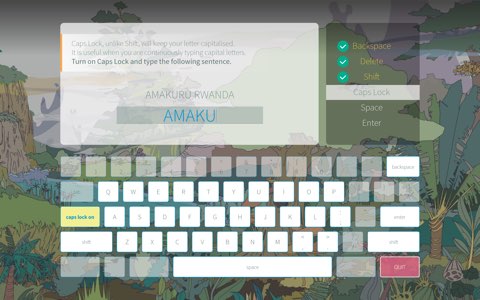 Caps Lock, unlike Shift, will keep your letter capitalised.
It is useful when you are continuously typing capital letters.
Turn on Caps Lock and type the following sentence.
AMAKURU RWANDA
AMAKU
Backspace
Delete
Shift
Caps Lock
Space
Enter
backspace
Q W E R T Y U I O P
caps lock on A S D F G H J K L enter
shift Z X C V B N M shift
space QUIT